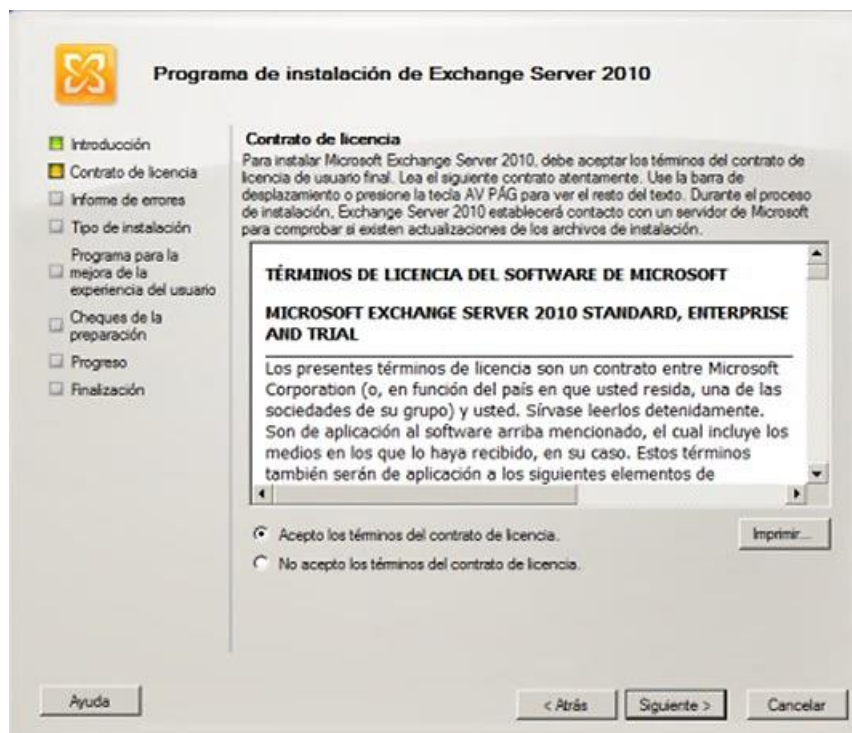 Programa de instalación de Exchange Server 2010
Introducción
Contrato de licencia
Informe de errores
Tipo de instalación
Programa para la
mejora de la
experiencia del usuario
Cheques de la
preparación
Progreso
Finalización
Contrato de licencia
Para instalar Microsoft Exchange Server 2010, debe aceptar los términos del contrato de
licencia de usuario final. Lea el siguiente contrato atentamente. Use la barra de
desplazamiento o presione la tecla AV PÁG para ver el resto del texto. Durante el proceso
de instalación, Exchange Server 2010 establecerá contacto con un servidor de Microsoft
para comprobar si existen actualizaciones de los archivos de instalación.
TÉRMINOS DE LICENCIA DEL SOFTWARE DE MICROSOFT
MICROSOFT EXCHANGE SERVER 2010 STANDARD, ENTERPRISE
AND TRIAL
Los presentes términos de licencia son un contrato entre Microsoft
Corporation (o, en función del país en que usted resida, una de las
sociedades de su grupo) y usted. Sírvase leerlos detenidamente.
Son de aplicación al software arriba mencionado, el cual incluye los
medios en los que lo haya recibido, en su caso. Estos términos
también serán de aplicación a los siguientes elementos de
Acepto los términos del contrato de licencia.
Imprimir...
No acepto los términos del contrato de licencia.
Ayuda
< Atrás
Siguiente >
Cancelar